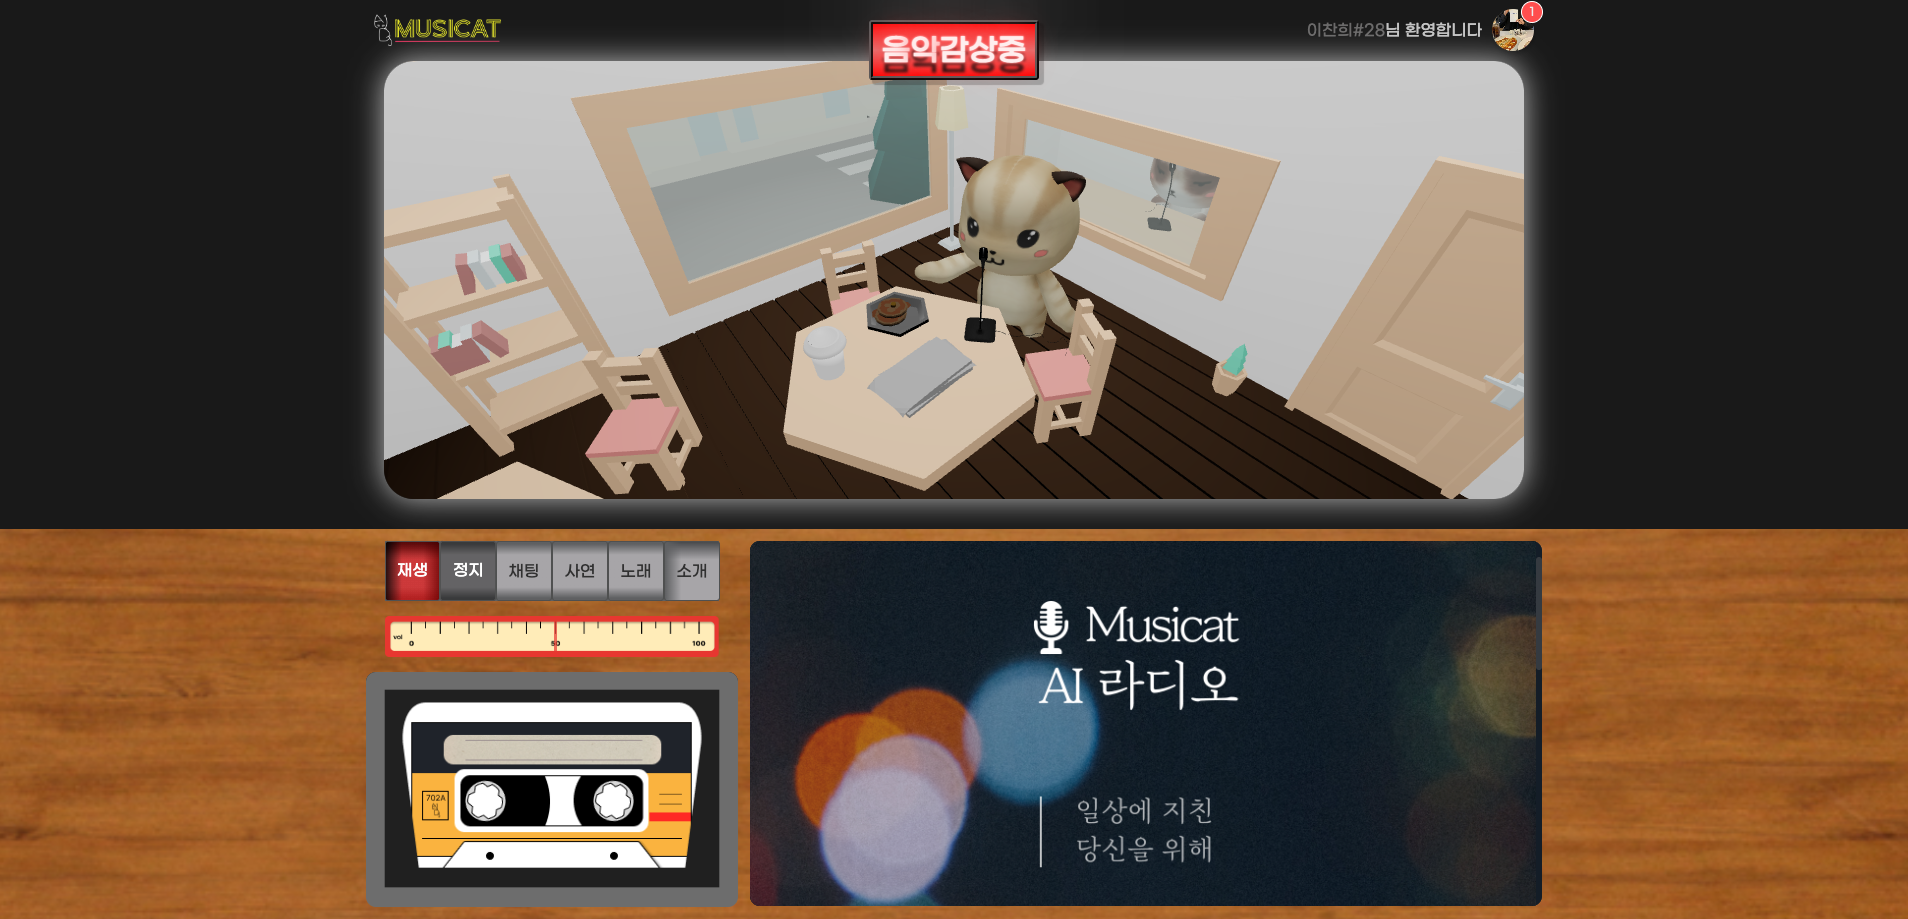 MUSICAT
음악감상중
이찬희#28님 환영합니다
1
재생 정지 채팅 사연 노래 소개
vol
0 50 100
702A
Musicat
AI 라디오
일상에 지친
당신을 위해